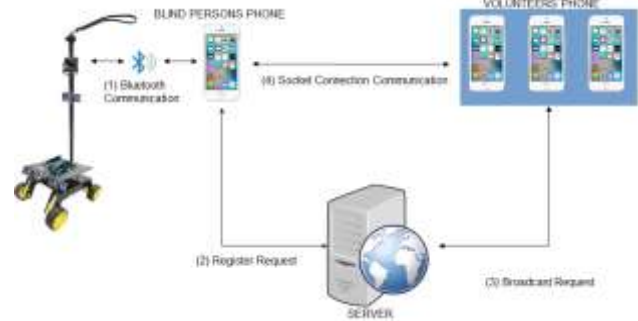 BLIND PERSONS PHONE
VOLUNTEERS PHONE
(1) Bluetooth
Communication
(4) Socket Connection Communication
(2) Register Request
(3) Broadcast Request
SERVER